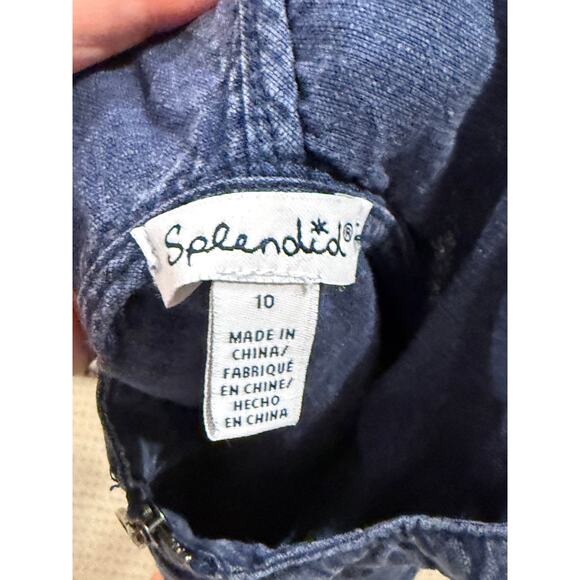 Splendid®
10
MADE IN
CHINA/
FABRIQUÉ
EN CHINE/
HECHO
EN CHINA